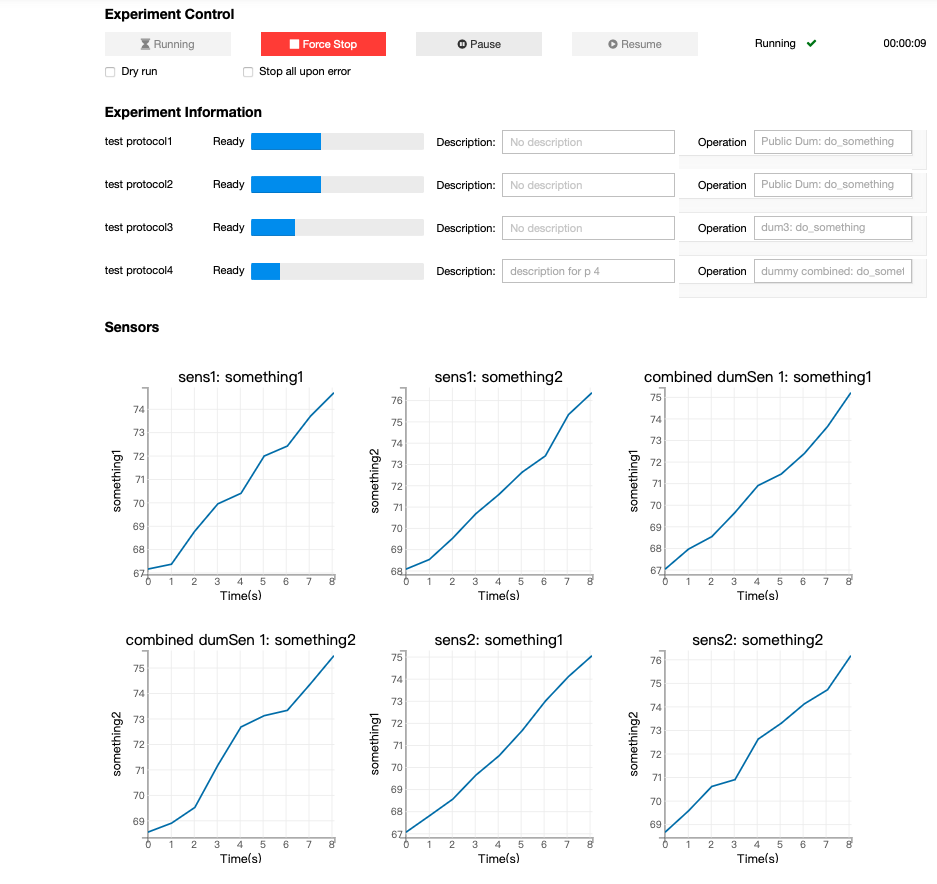 Experiment Control
Running Force Stop Pause Resume Running 00:00:09
Dry run Stop all upon error
Experiment Information
test protocol1 Ready Description: No description Operation Public Dum: do_something
test protocol2 Ready Description: No description Operation Public Dum: do_something
test protocol3 Ready Description: No description Operation dum3: do_something
test protocol4 Ready Description: description for p 4 Operation dummy combined: do_somet
Sensors
sens1: something1
something1
74
73
72
71
70
69
68
67
0 1 2 3 4 5 6 7 8
Time(s)
sens1: something2
something2
76
75
74
73
72
71
70
69
68
0 1 2 3 4 5 6 7 8
Time(s)
combined dumSen 1: something1
something1
75
74
73
72
71
70
69
68
67
0 1 2 3 4 5 6 7 8
Time(s)
combined dumSen 1: something2
something2
75
74
73
72
71
70
69
0 1 2 3 4 5 6 7 8
Time(s)
sens2: something1
something1
75
74
73
72
71
70
69
68
67
0 1 2 3 4 5 6 7 8
Time(s)
sens2: something2
something2
76
75
74
73
72
71
70
69
0 1 2 3 4 5 6 7 8
Time(s)